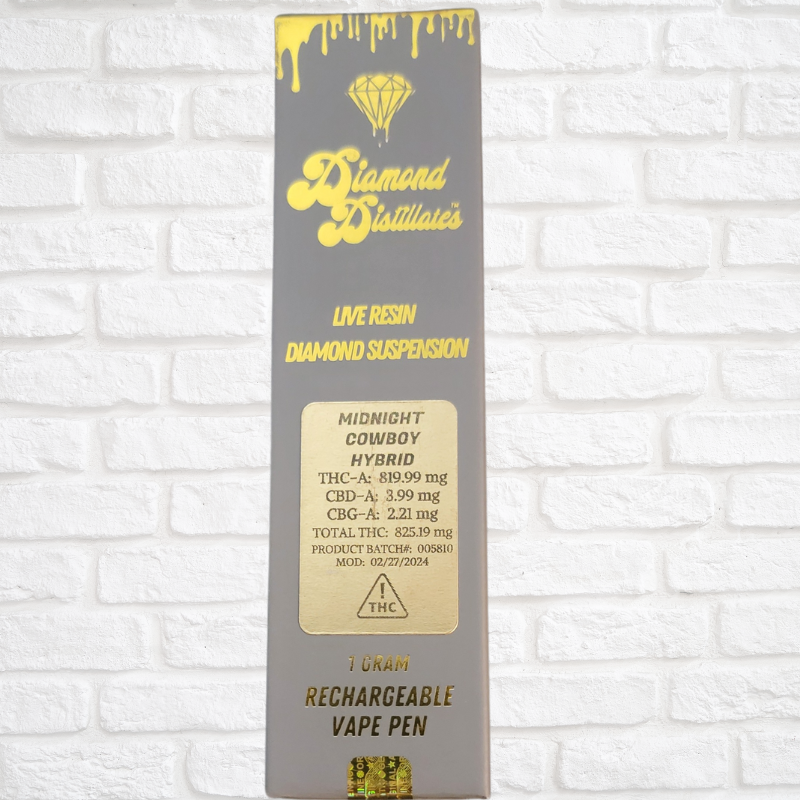 Diamond
Distillates™
LIVE RESIN
DIAMOND SUSPENSION
MIDNIGHT
COWBOY
HYBRID
THC-A: 819.99 mg
CBD-A: 3.99 mg
CBG-A: 2.21 mg
TOTAL THC: 825.19 mg
PRODUCT BATCH#: 005810
MOD: 02/27/2024
!
THC
1 GRAM
RECHARGEABLE
VAPE PEN